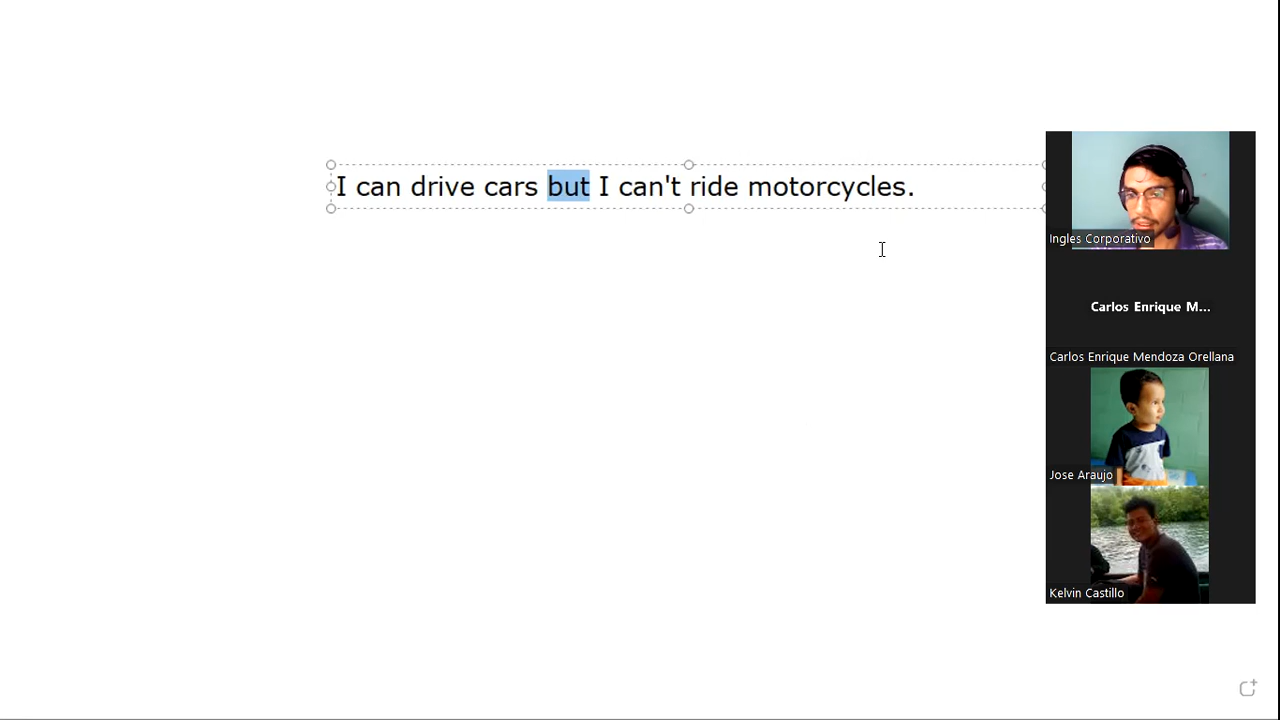 I can drive cars but I can't ride motorcycles.
Ingles Corporativo
Carlos Enrique M...
Carlos Enrique Mendoza Orellana
Jose Araujo
Kelvin Castillo